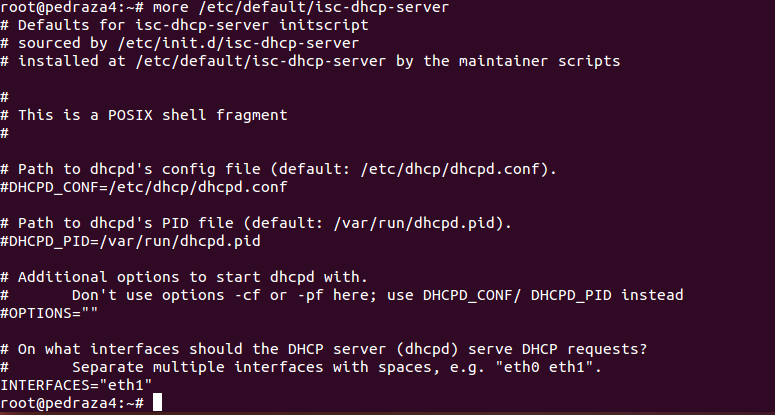 root@pedraza4:~# more /etc/default/isc-dhcp-server
# Defaults for isc-dhcp-server initscript
# sourced by /etc/init.d/isc-dhcp-server
# installed at /etc/default/isc-dhcp-server by the maintainer scripts
#
# This is a POSIX shell fragment
#
# Path to dhcpd's config file (default: /etc/dhcp/dhcpd.conf).
#DHCPD_CONF=/etc/dhcp/dhcpd.conf
# Path to dhcpd's PID file (default: /var/run/dhcpd.pid).
#DHCPD_PID=/var/run/dhcpd.pid
# Additional options to start dhcpd with.
#       Don't use options -cf or -pf here; use DHCPD_CONF/ DHCPD_PID instead
#OPTIONS=""
# On what interfaces should the DHCP server (dhcpd) serve DHCP requests?
#       Separate multiple interfaces with spaces, e.g. "eth0 eth1".
INTERFACES="eth1"
root@pedraza4:~#